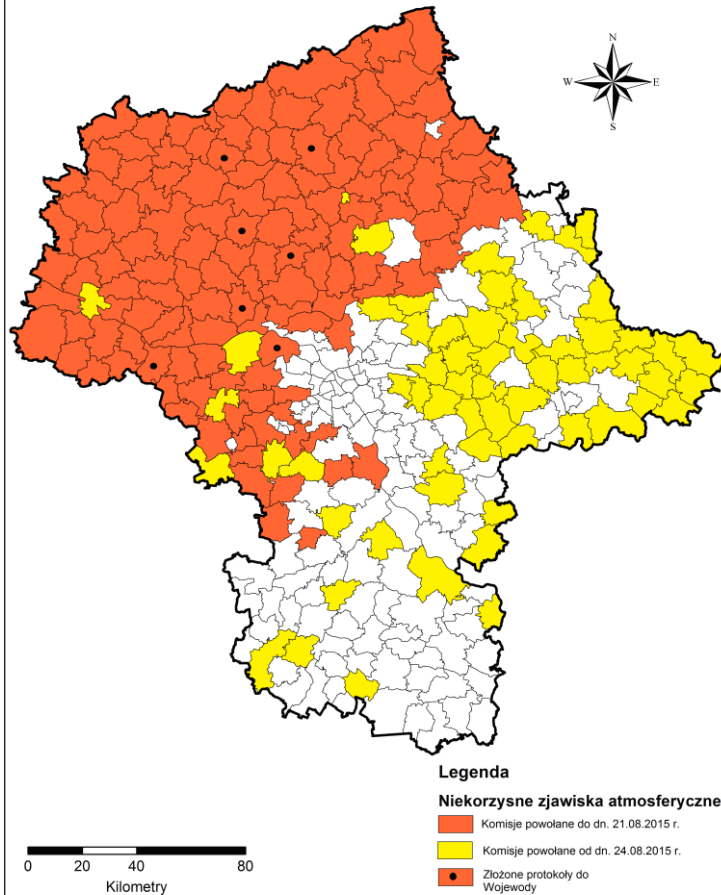 N
W E
S
Legenda
Niekorzysne zjawiska atmosferyczne
Komisje powołane do dn. 21.08.2015 r.
Komisje powołane od dn. 24.08.2015 r.
Złożone protokoły do
Wojewody
0 20 40 80
Kilometry